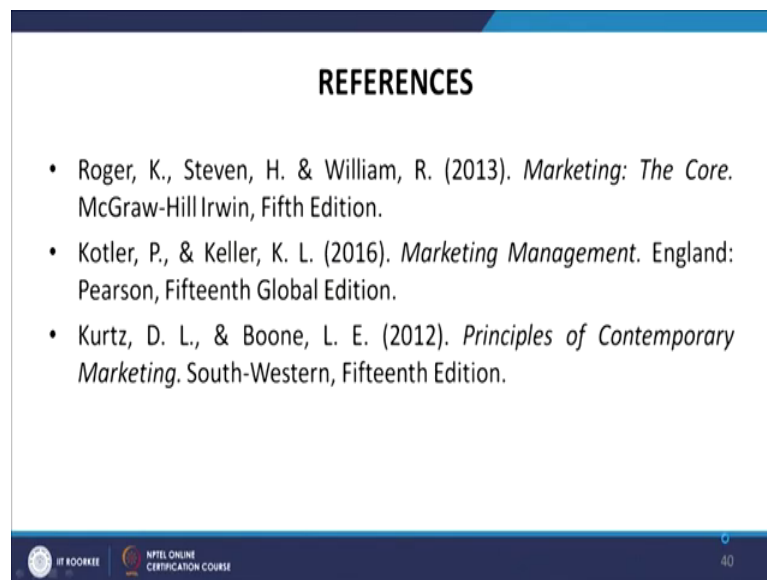 REFERENCES
• Roger, K., Steven, H. & William, R. (2013). Marketing: The Core.
McGraw-Hill Irwin, Fifth Edition.
• Kotler, P., & Keller, K. L. (2016). Marketing Management. England:
Pearson, Fifteenth Global Edition.
• Kurtz, D. L., & Boone, L. E. (2012). Principles of Contemporary
Marketing. South-Western, Fifteenth Edition.
IIT ROORKEE
NPTEL ONLINE
CERTIFICATION COURSE
40